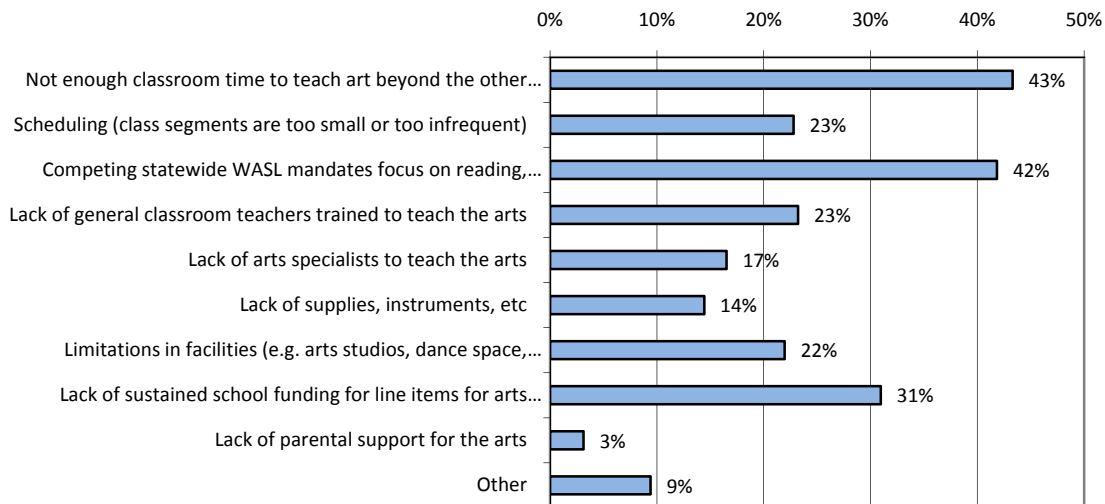 0% 10% 20% 30% 40% 50%
Not enough classroom time to teach art beyond the other… 43%
Scheduling (class segments are too small or too infrequent) 23%
Competing statewide WASL mandates focus on reading,… 42%
Lack of general classroom teachers trained to teach the arts 23%
Lack of arts specialists to teach the arts 17%
Lack of supplies, instruments, etc 14%
Limitations in facilities (e.g. arts studios, dance space,… 22%
Lack of sustained school funding for line items for arts… 31%
Lack of parental support for the arts 3%
Other 9%